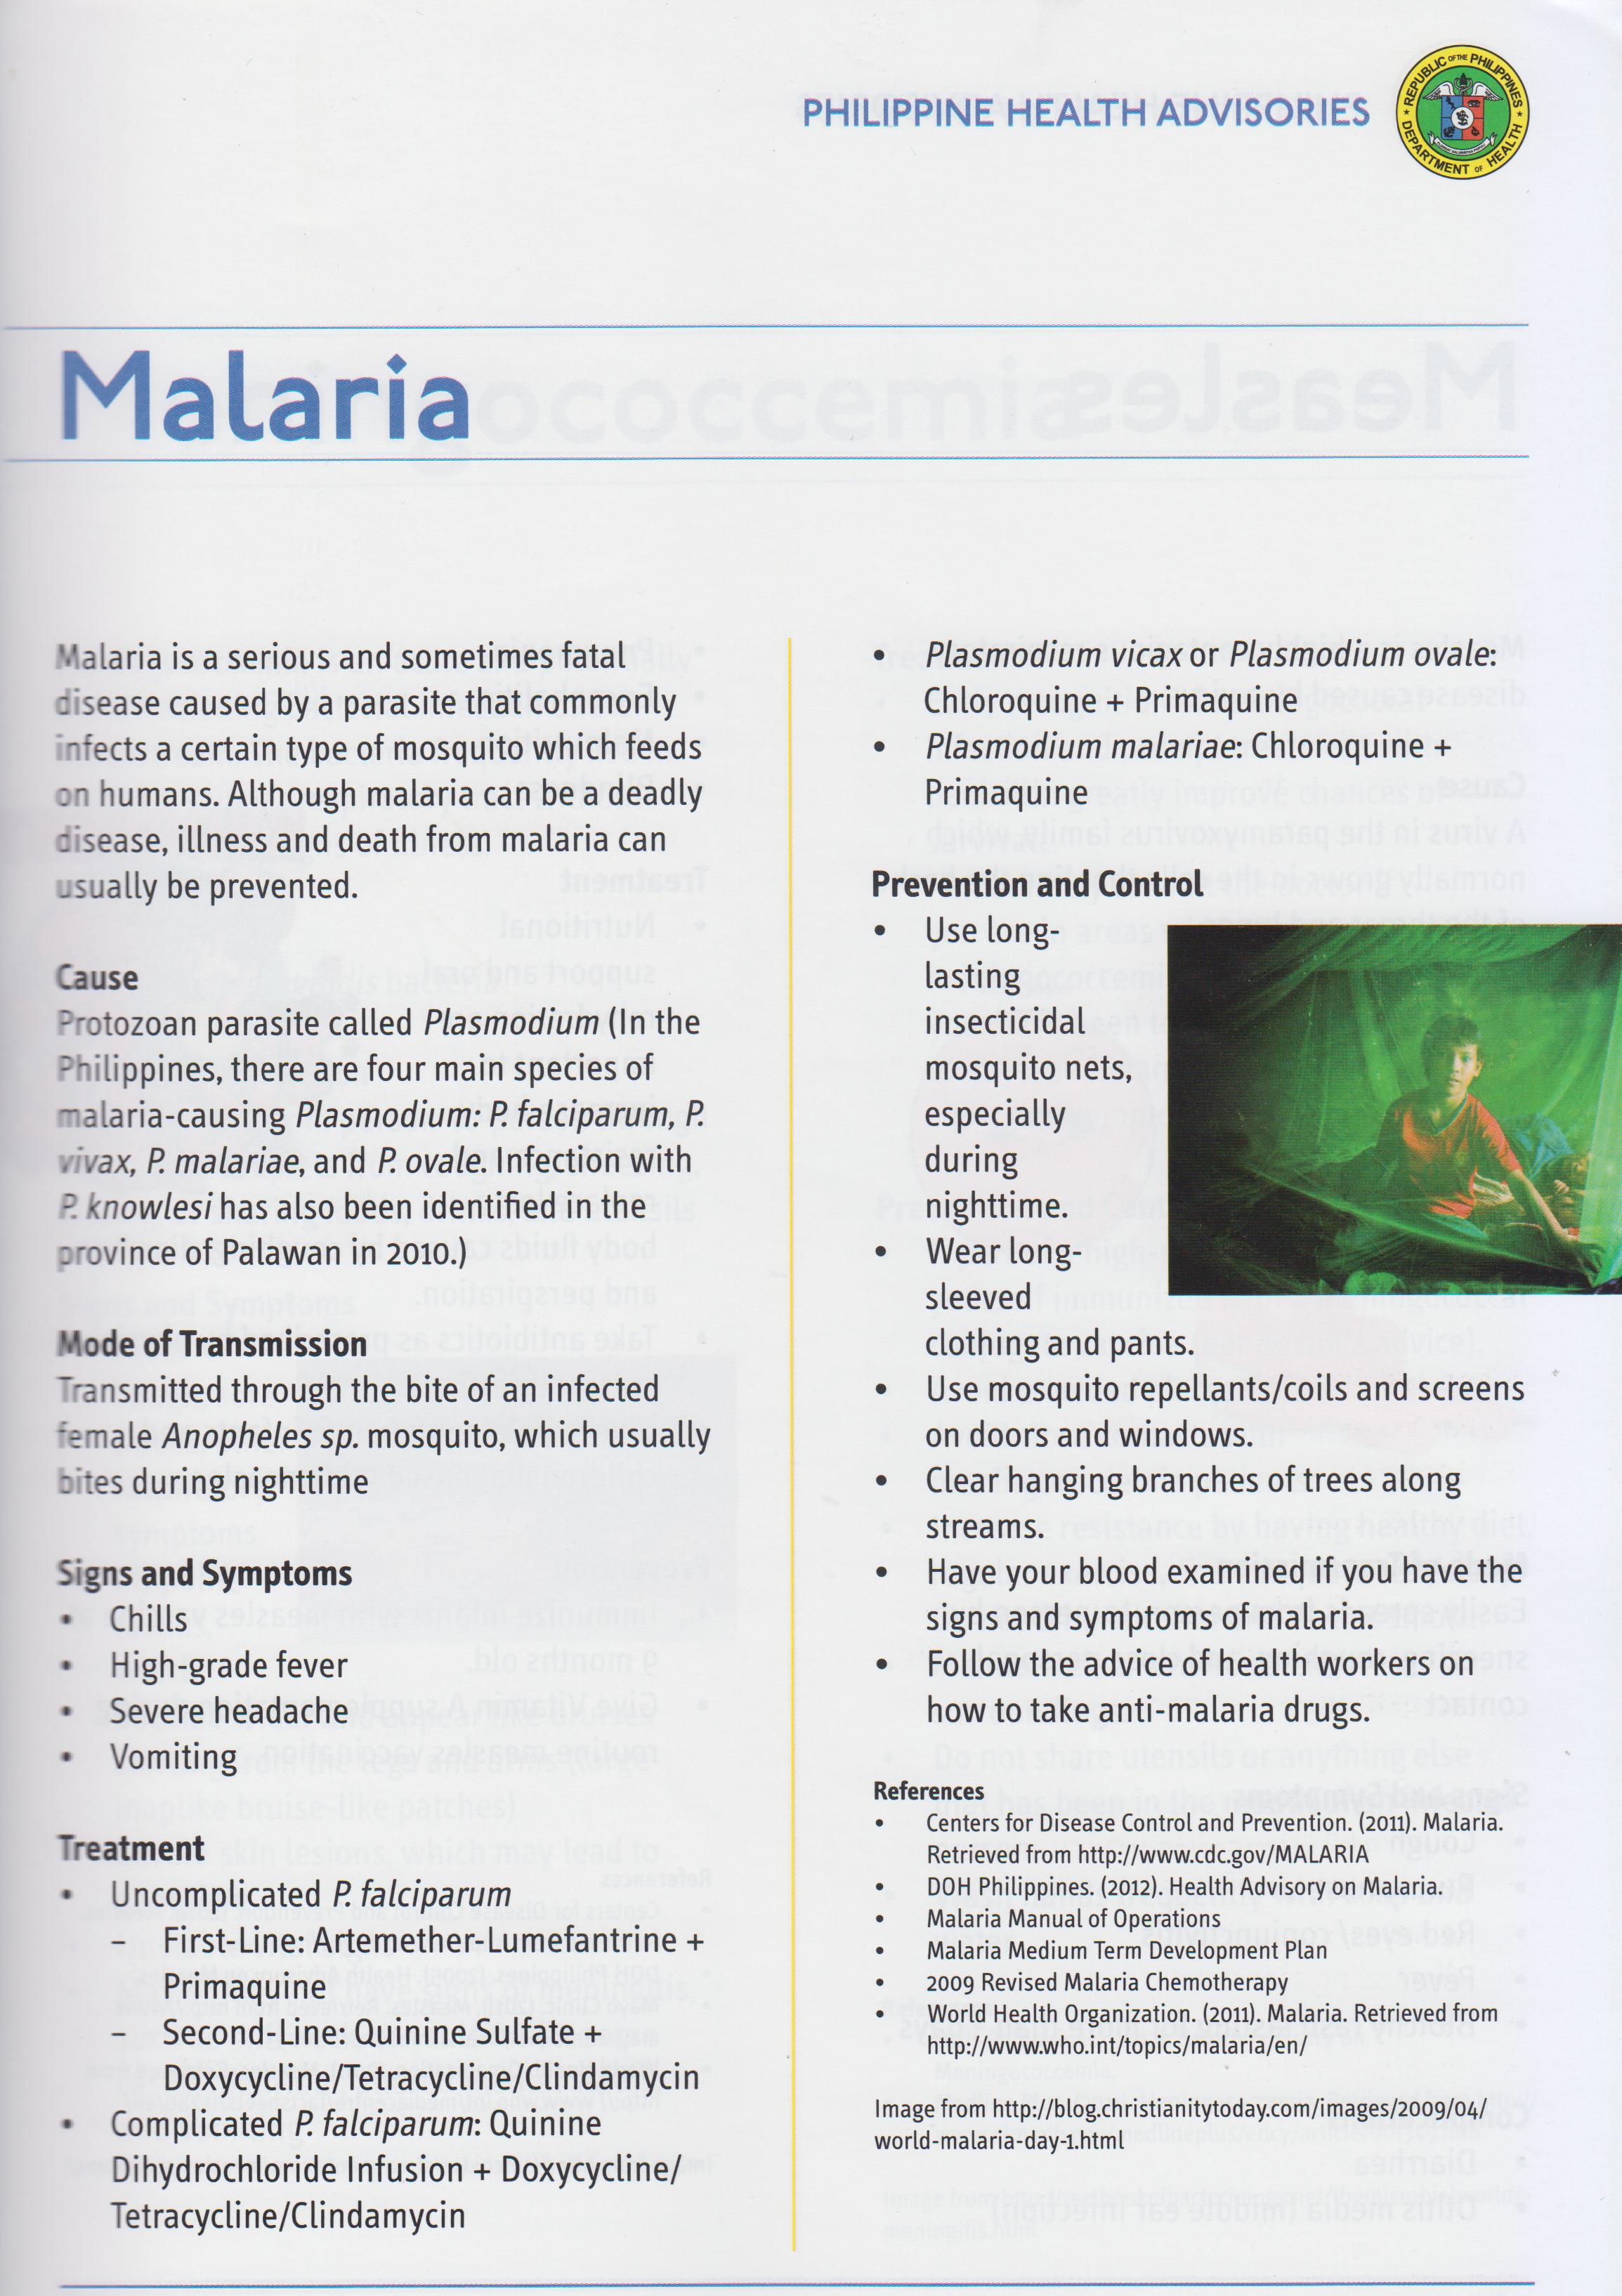 PHILIPPINE HEALTH ADVISORIES
REPUBLIC OF THE PHILIPPINES
DEPARTMENT OF HEALTH
Malaria
Malaria is a serious and sometimes fatal
disease caused by a parasite that commonly
infects a certain type of mosquito which feeds
on humans. Although malaria can be a deadly
disease, illness and death from malaria can
usually be prevented.
Cause
Protozoan parasite called Plasmodium (In the
Philippines, there are four main species of
malaria-causing Plasmodium: P. falciparum, P.
vivax, P. malariae, and P. ovale. Infection with
P. knowlesi has also been identified in the
province of Palawan in 2010.)
Mode of Transmission
Transmitted through the bite of an infected
female Anopheles sp. mosquito, which usually
bites during nighttime
Signs and Symptoms
• Chills
• High-grade fever
• Severe headache
• Vomiting
Treatment
• Uncomplicated P. falciparum
– First-Line: Artemether-Lumefantrine +
Primaquine
– Second-Line: Quinine Sulfate +
Doxycycline/Tetracycline/Clindamycin
• Complicated P. falciparum: Quinine
Dihydrochloride Infusion + Doxycycline/
Tetracycline/Clindamycin
• Plasmodium vicax or Plasmodium ovale:
Chloroquine + Primaquine
• Plasmodium malariae: Chloroquine +
Primaquine
Prevention and Control
• Use long-
lasting
insecticidal
mosquito nets,
especially
during
nighttime.
• Wear long-
sleeved
clothing and pants.
• Use mosquito repellants/coils and screens
on doors and windows.
• Clear hanging branches of trees along
streams.
• Have your blood examined if you have the
signs and symptoms of malaria.
• Follow the advice of health workers on
how to take anti-malaria drugs.
References
• Centers for Disease Control and Prevention. (2011). Malaria.
Retrieved from http://www.cdc.gov/MALARIA
• DOH Philippines. (2012). Health Advisory on Malaria.
• Malaria Manual of Operations
• Malaria Medium Term Development Plan
• 2009 Revised Malaria Chemotherapy
• World Health Organization. (2011). Malaria. Retrieved from
http://www.who.int/topics/malaria/en/
Image from http://blog.christianitytoday.com/images/2009/04/
world-malaria-day-1.html